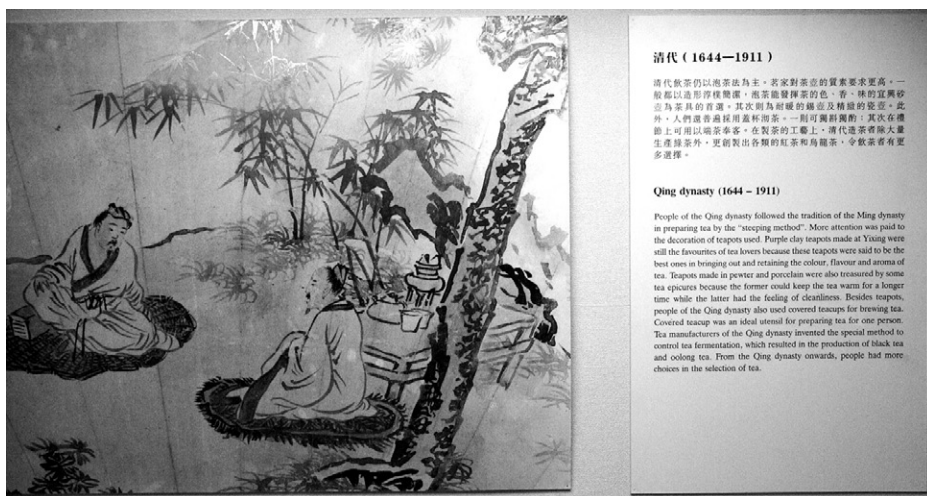 清代（1644—1911）
清代飲茶仍以泡茶法為主。茗家對茶壺的質素要求更高。一
般都以造形淳樸簡潔，泡茶能發揮茶的色、香、味的宜興砂
壺為茶具的首選。其次則為耐暖的錫壺及精緻的瓷壺。此
外，人們還普遍採用蓋杯沏茶。一則可獨斟獨酌；其次在禮
節上可用以端茶奉客。在製茶的工藝上，清代造茶者除大量
生產綠茶外，更創製出各類的紅茶和烏龍茶，令飲茶者有更
多選擇。
Qing dynasty (1644 – 1911)
People of the Qing dynasty followed the tradition of the Ming dynasty
in preparing tea by the “steeping method”. More attention was paid to
the decoration of teapots used. Purple clay teapots made at Yixing were
still the favourites of tea lovers because these teapots were said to be the
best ones in bringing out and retaining the colour, flavour and aroma of
tea. Teapots made in pewter and porcelain were also treasured by some
tea epicures because the former could keep the tea warm for a longer
time while the latter had the feeling of cleanliness. Besides teapots,
people of the Qing dynasty also used covered teacups for brewing tea.
Covered teacup was an ideal utensil for preparing tea for one person.
Tea manufacturers of the Qing dynasty invented the special method to
control tea fermentation, which resulted in the production of black tea
and oolong tea. From the Qing dynasty onwards, people had more
choices in the selection of tea.